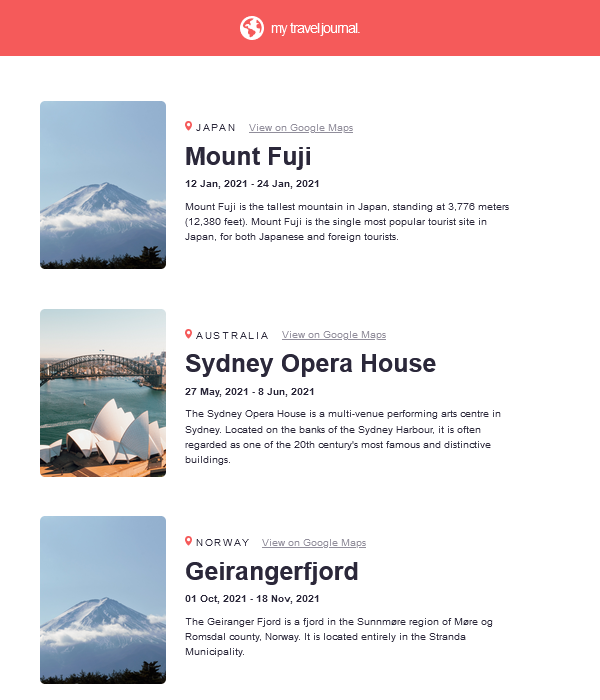 my travel journal.
JAPAN View on Google Maps
Mount Fuji
12 Jan, 2021 - 24 Jan, 2021
Mount Fuji is the tallest mountain in Japan, standing at 3,776 meters
(12,380 feet). Mount Fuji is the single most popular tourist site in
Japan, for both Japanese and foreign tourists.
AUSTRALIA View on Google Maps
Sydney Opera House
27 May, 2021 - 8 Jun, 2021
The Sydney Opera House is a multi-venue performing arts centre in
Sydney. Located on the banks of the Sydney Harbour, it is often
regarded as one of the 20th century's most famous and distinctive
buildings.
NORWAY View on Google Maps
Geirangerfjord
01 Oct, 2021 - 18 Nov, 2021
The Geiranger Fjord is a fjord in the Sunnmøre region of Møre og
Romsdal county, Norway. It is located entirely in the Stranda
Municipality.